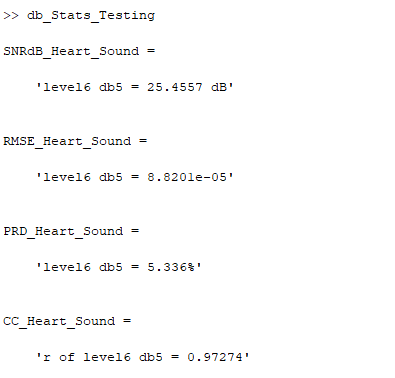 >> db_Stats_Testing
SNRdB_Heart_Sound =
'level6 db5 = 25.4557 dB'
RMSE_Heart_Sound =
'level6 db5 = 8.8201e-05'
PRD_Heart_Sound =
'level6 db5 = 5.336%'
CC_Heart_Sound =
'r of level6 db5 = 0.97274'